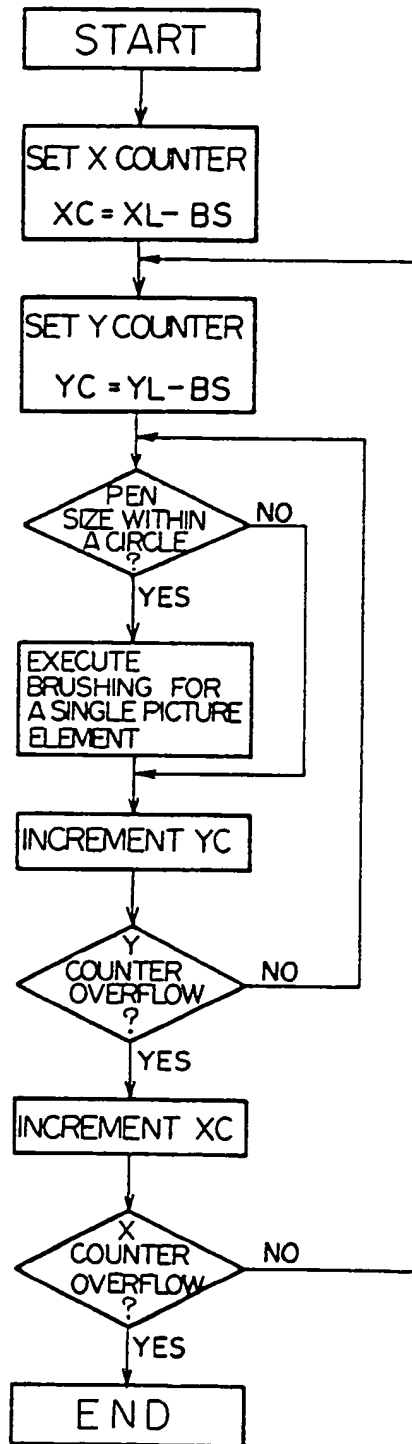 START
SET X COUNTER
XC = XL- BS
SET Y COUNTER
YC = YL- BS
PEN
SIZE WITHIN
A CIRCLE
?
NO
YES
EXECUTE
BRUSHING FOR
A SINGLE PICTURE
ELEMENT
INCREMENT YC
Y
COUNTER
OVERFLOW
?
NO
YES
INCREMENT XC
X
COUNTER
OVERFLOW
?
NO
YES
END